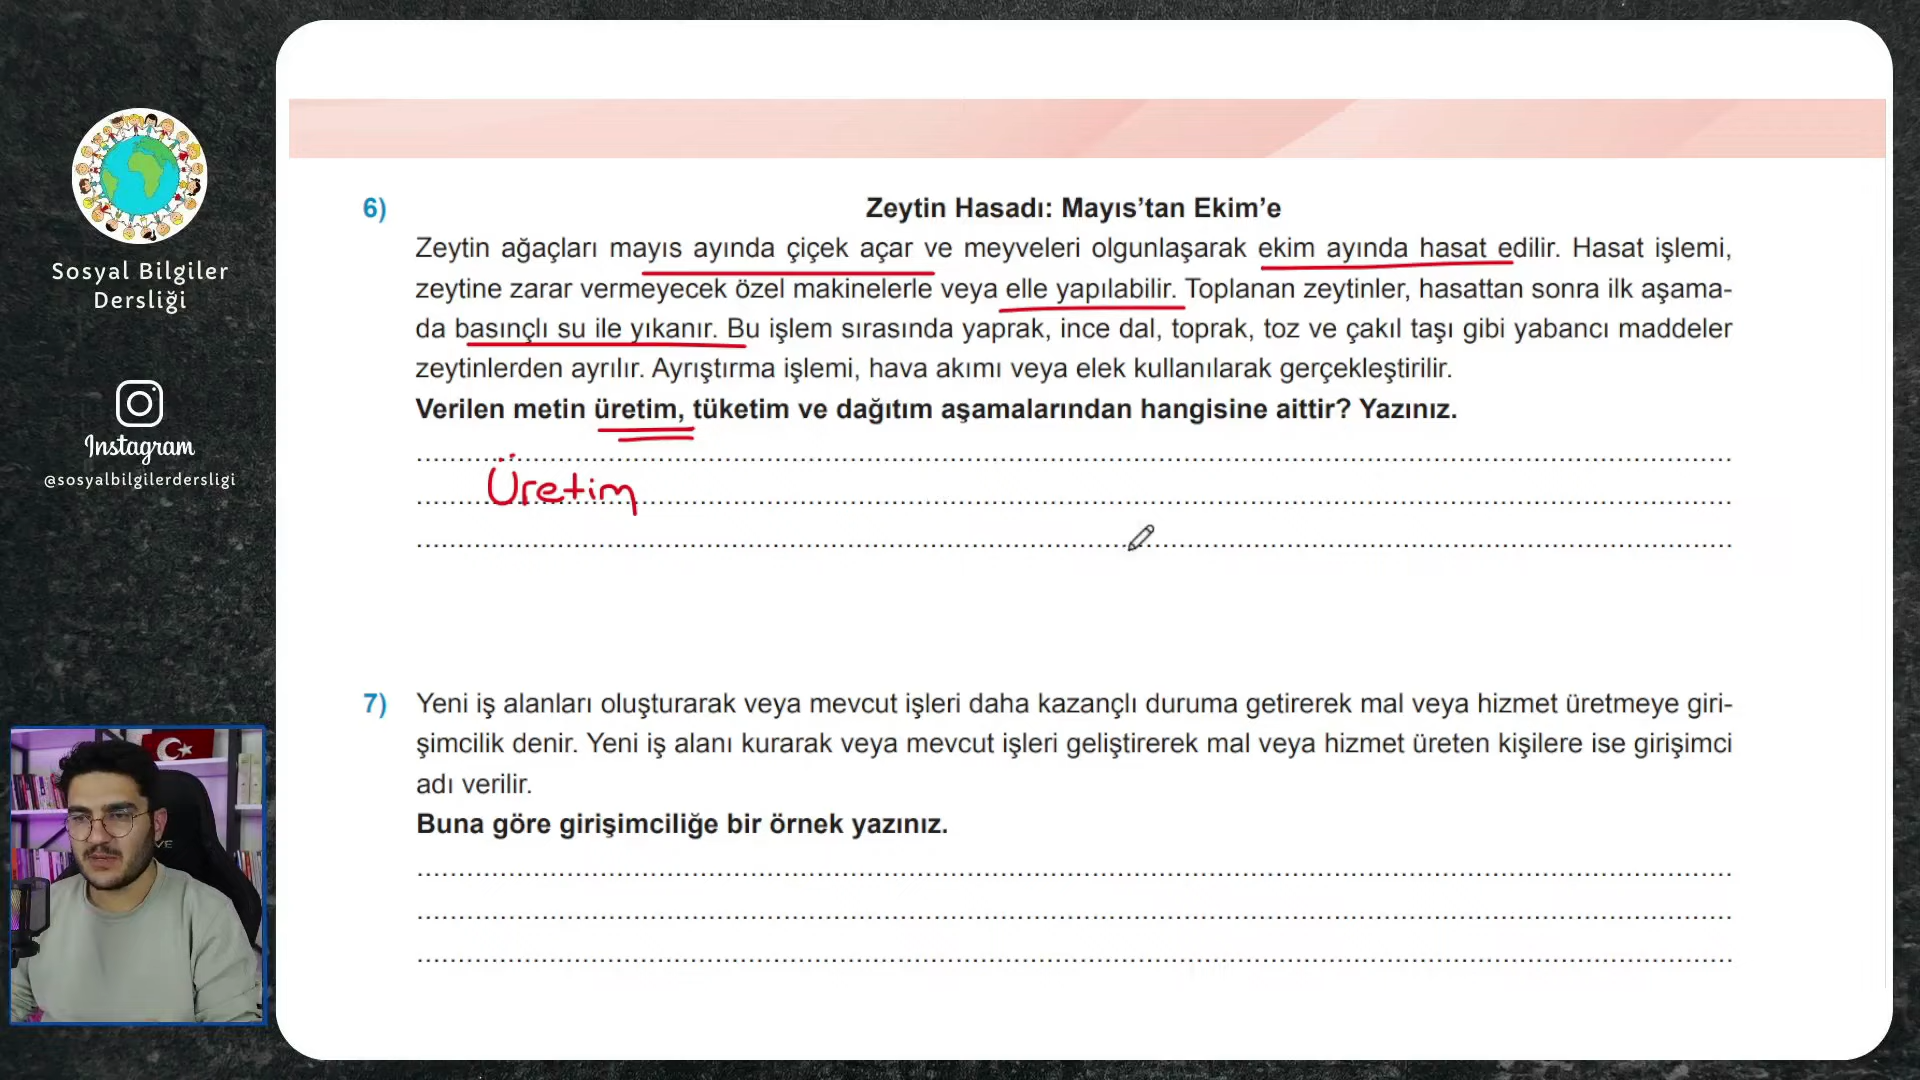 Sosyal Bilgiler
Dersliği
Instagram
@sosyalbilgilerdersligi
6)
Zeytin Hasadı: Mayıs’tan Ekim’e
Zeytin ağaçları mayıs ayında çiçek açar ve meyveleri olgunlaşarak ekim ayında hasat edilir. Hasat işlemi,
zeytine zarar vermeyecek özel makinelerle veya elle yapılabilir. Toplanan zeytinler, hasattan sonra ilk aşama-
da basınçlı su ile yıkanır. Bu işlem sırasında yaprak, ince dal, toprak, toz ve çakıl taşı gibi yabancı maddeler
zeytinlerden ayrılır. Ayrıştırma işlemi, hava akımı veya elek kullanılarak gerçekleştirilir.
Verilen metin üretim, tüketim ve dağıtım aşamalarından hangisine aittir? Yazınız.
Üretim
7) Yeni iş alanları oluşturarak veya mevcut işleri daha kazançlı duruma getirerek mal veya hizmet üretmeye giri-
şimcilik denir. Yeni iş alanı kurarak veya mevcut işleri geliştirerek mal veya hizmet üreten kişilere ise girişimci
adı verilir.
Buna göre girişimciliğe bir örnek yazınız.